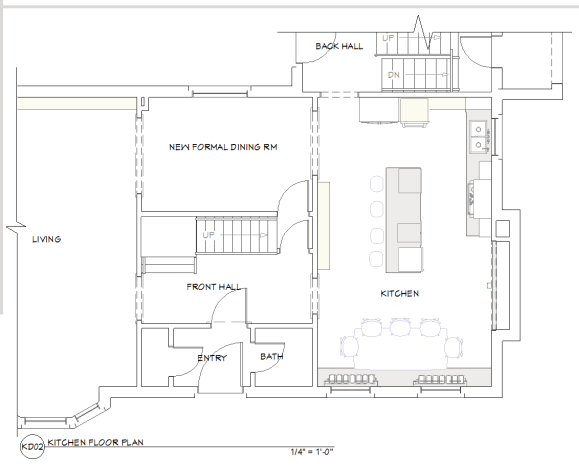 BACK HALL
UP
DN
NEW FORMAL DINING RM
UP
LIVING
FRONT HALL
KITCHEN
ENTRY
BATH
KD02 KITCHEN FLOOR PLAN
1/4" = 1'-0"